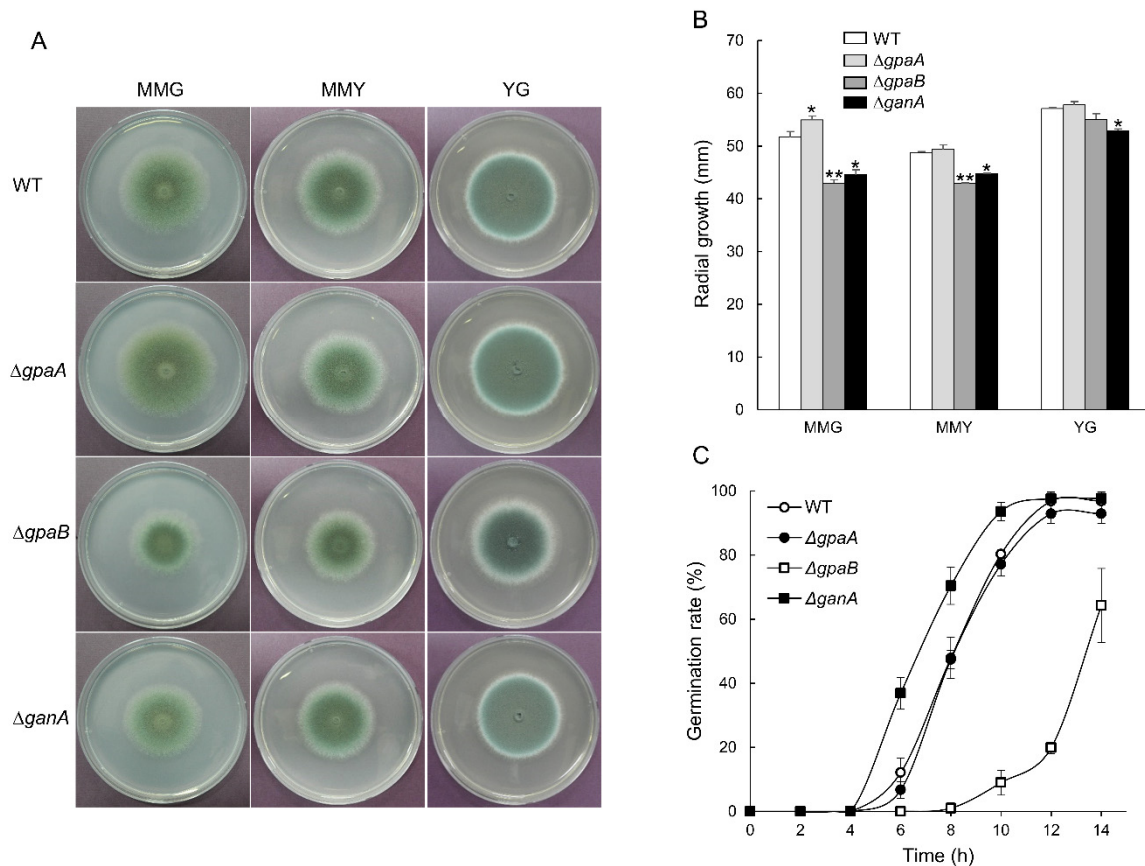 A
MMG MMY YG
WT
ΔgpaA
ΔgpaB
ΔganA
B
Radial growth (mm)
70
60
50
40
30
20
10
0
WT
ΔgpaA
ΔgpaB
ΔganA
* ** * ** * *
MMG MMY YG
C
Germination rate (%)
100
80
60
40
20
0
WT
ΔgpaA
ΔgpaB
ΔganA
0 2 4 6 8 10 12 14
Time (h)